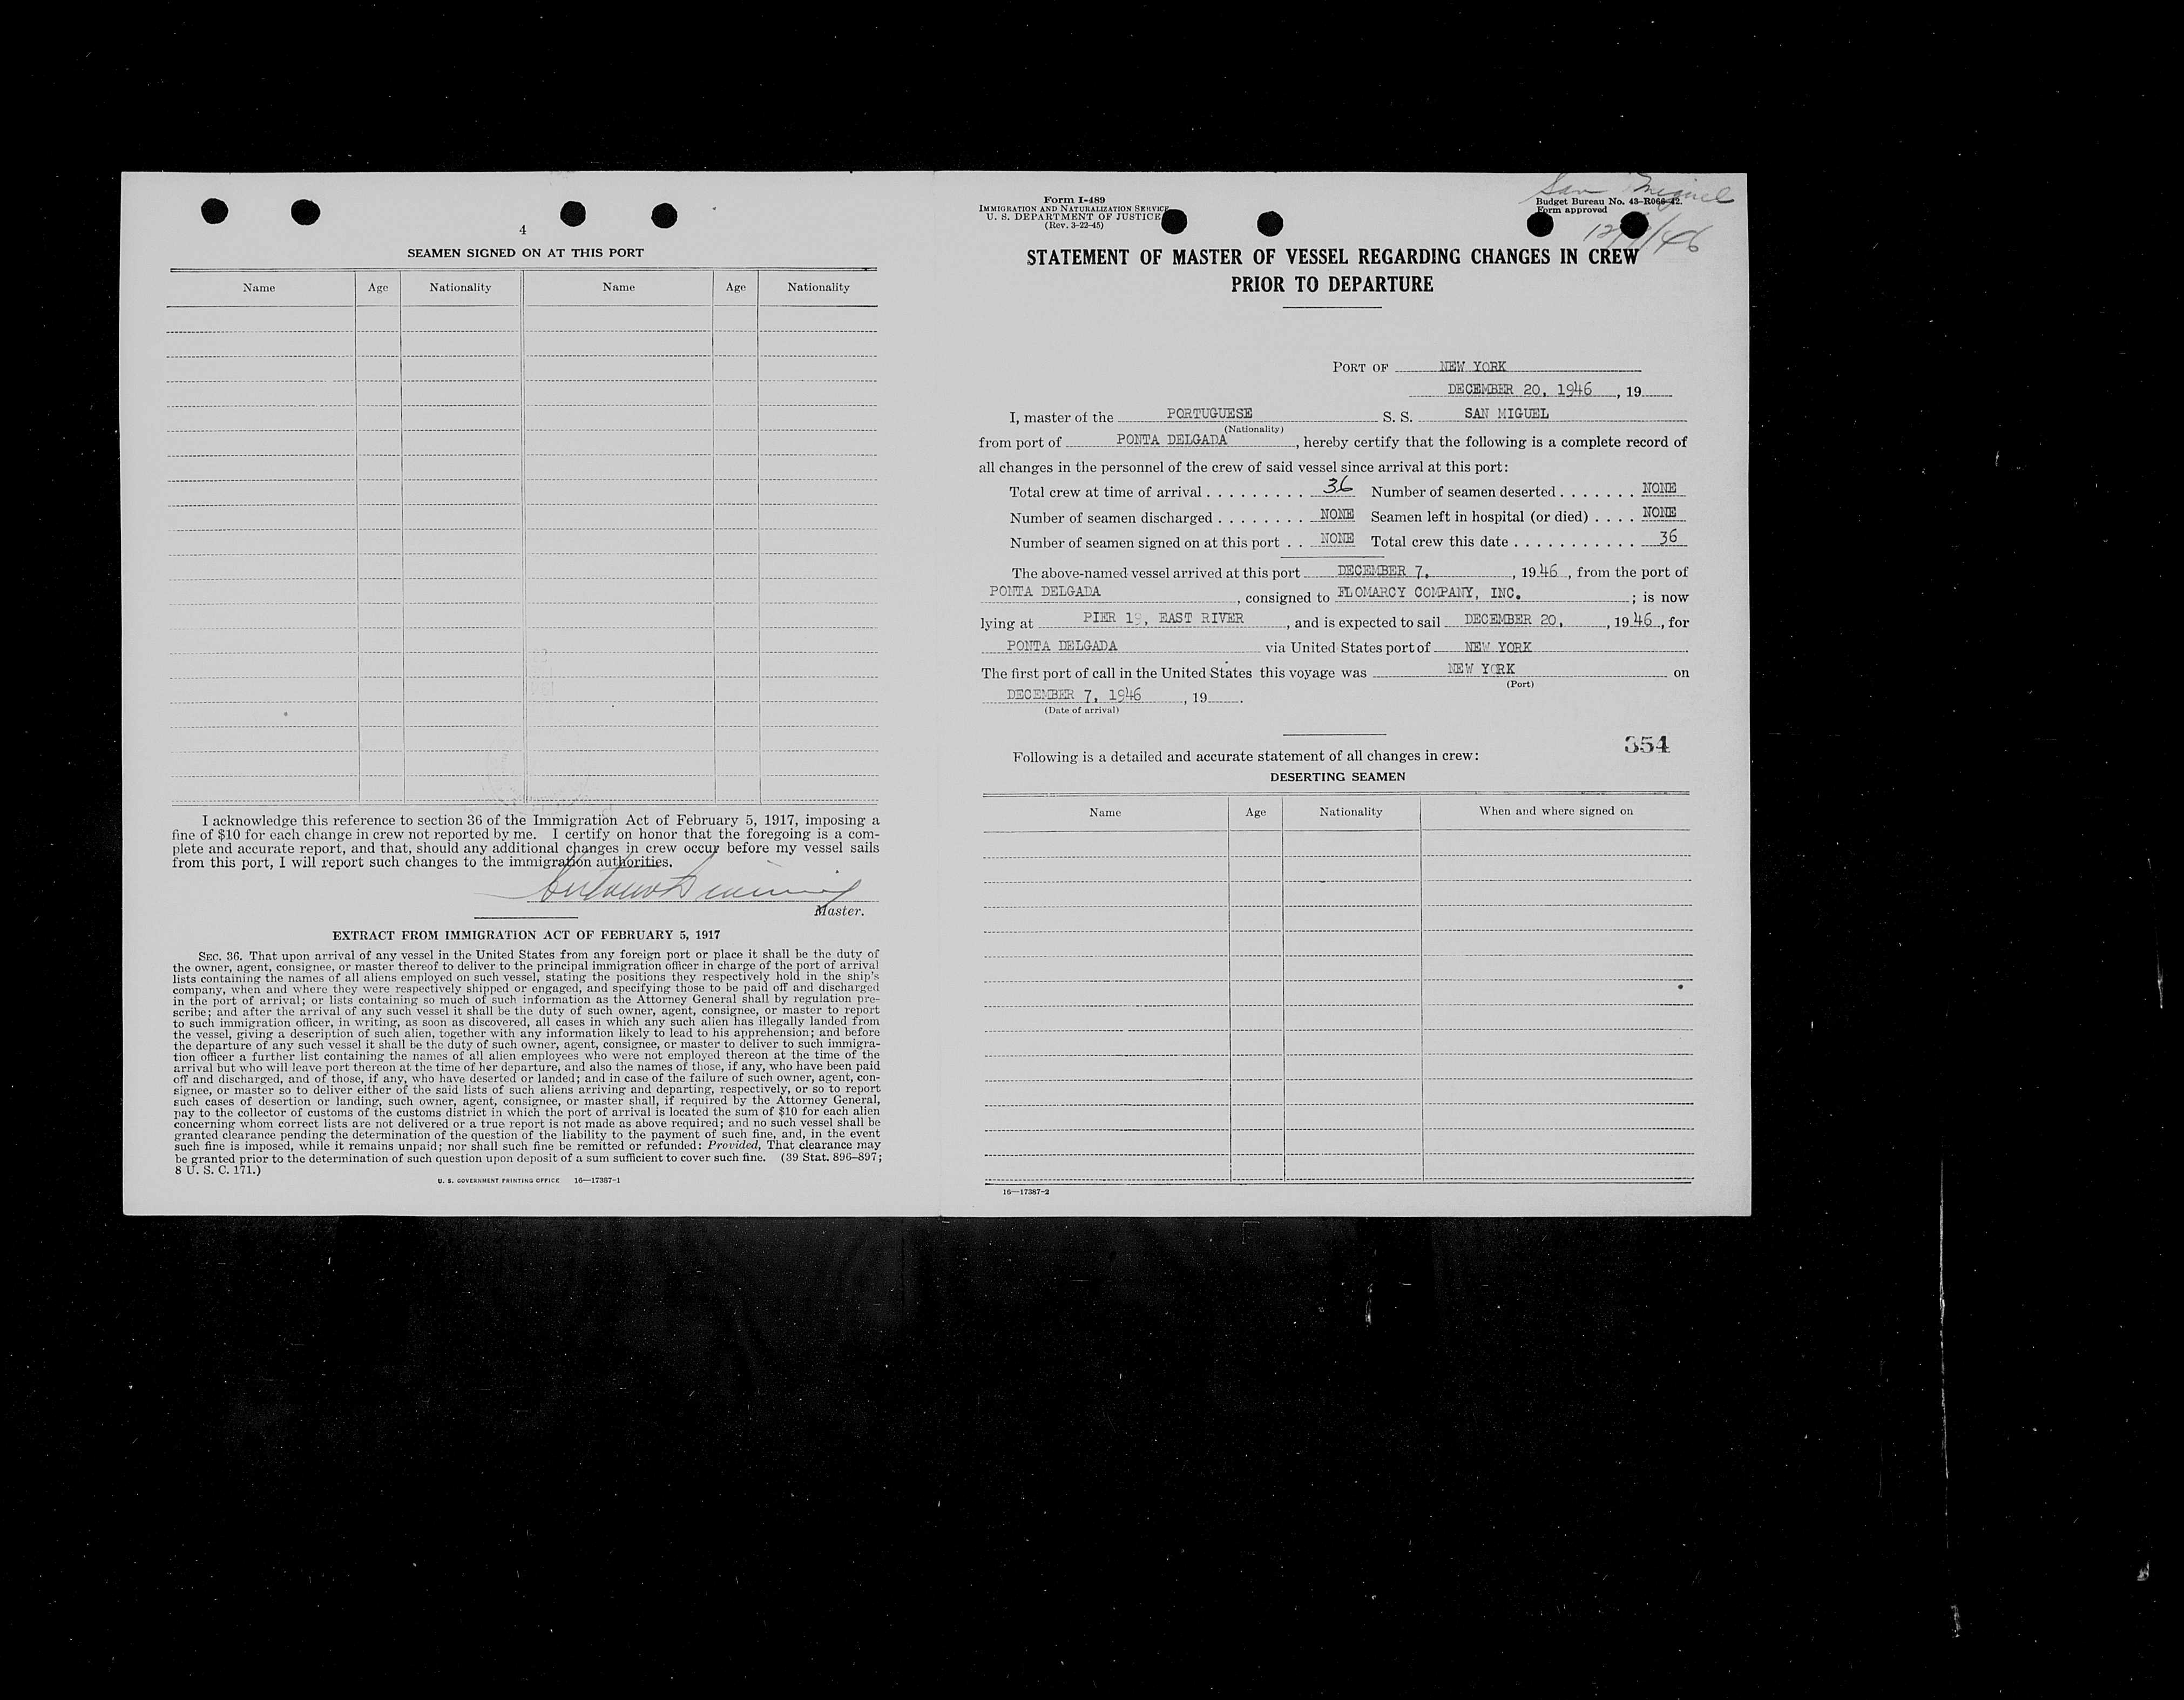 4
SEAMEN SIGNED ON AT THIS PORT
Name Age Nationality Name Age Nationality
I acknowledge this reference to section 36 of the Immigration Act of February 5, 1917, imposing a
fine of $10 for each change in crew not reported by me. I certify on honor that the foregoing is a com-
plete and accurate report, and that, should any additional changes in crew occur before my vessel sails
from this port, I will report such changes to the immigration authorities.
Master.
EXTRACT FROM IMMIGRATION ACT OF FEBRUARY 5, 1917
SEC. 36. That upon arrival of any vessel in the United States from any foreign port or place it shall be the duty of
the owner, agent, consignee, or master thereof to deliver to the principal immigration officer in charge of the port of arrival
lists containing the names of all aliens employed on such vessel, stating the positions they respectively hold in the ship's
company, when and where they were respectively shipped or engaged, and specifying those to be paid off and discharged
in the port of arrival; or lists containing so much of such information as the Attorney General shall by regulation pre-
scribe; and after the arrival of any such vessel it shall be the duty of such owner, agent, consignee, or master to report
to such immigration officer, in writing, as soon as discovered, all cases in which any such alien has illegally landed from
the vessel, giving a description of such alien, together with any information likely to lead to his apprehension; and before
the departure of any such vessel it shall be the duty of such owner, agent, consignee, or master to deliver to such immigra-
tion officer a further list containing the names of all alien employees who were not employed thereon at the time of the
arrival but who will leave port thereon at the time of her departure, and also the names of those, if any, who have been paid
off and discharged, and of those, if any, who have deserted or landed; and in case of the failure of such owner, agent, con-
signee, or master so to deliver either of the said lists of such aliens arriving and departing, respectively, or so to report
such cases of desertion or landing, such owner, agent, consignee, or master shall, if required by the Attorney General,
pay to the collector of customs of the customs district in which the port of arrival is located the sum of $10 for each alien
concerning whom correct lists are not delivered or a true report is not made as above required; and no such vessel shall be
granted clearance pending the determination of the question of the liability to the payment of such fine, and, in the event
such fine is imposed, while it remains unpaid; nor shall such fine be remitted or refunded: Provided, That clearance may
be granted prior to the determination of such question upon deposit of a sum sufficient to cover such fine. (39 Stat. 896–897;
8 U. S. C. 171.)
U. S. GOVERNMENT PRINTING OFFICE 16—17387-1
San Miguel
Form I-489
IMMIGRATION AND NATURALIZATION SERVICE
U. S. DEPARTMENT OF JUSTICE
(Rev. 3-22-45)
Budget Bureau No. 43-R066-42.
Form approved
STATEMENT OF MASTER OF VESSEL REGARDING CHANGES IN CREW
PRIOR TO DEPARTURE
PORT OF NEW YORK
DECEMBER 20, 1946, 19
I, master of the PORTUGUESE S. S. SAN MIGUEL
(Nationality)
from port of PONTA DELGADA, hereby certify that the following is a complete record of
all changes in the personnel of the crew of said vessel since arrival at this port:
Total crew at time of arrival . . . . . . . . . 36 Number of seamen deserted . . . . . . . NONE
Number of seamen discharged . . . . . . . . NONE Seamen left in hospital (or died) . . . . NONE
Number of seamen signed on at this port . . NONE Total crew this date . . . . . . . . . . . 36
The above-named vessel arrived at this port DECEMBER 7, , 1946, from the port of
PONTA DELGADA, consigned to FLOMARCY COMPANY, INC. ; is now
lying at PIER 19, EAST RIVER, and is expected to sail DECEMBER 20, , 1946, for
PONTA DELGADA via United States port of NEW YORK
The first port of call in the United States this voyage was NEW YORK on
(Port)
DECEMBER 7, 1946, 19 .
(Date of arrival)
354
Following is a detailed and accurate statement of all changes in crew:
DESERTING SEAMEN
Name Age Nationality When and where signed on
16—17387-2